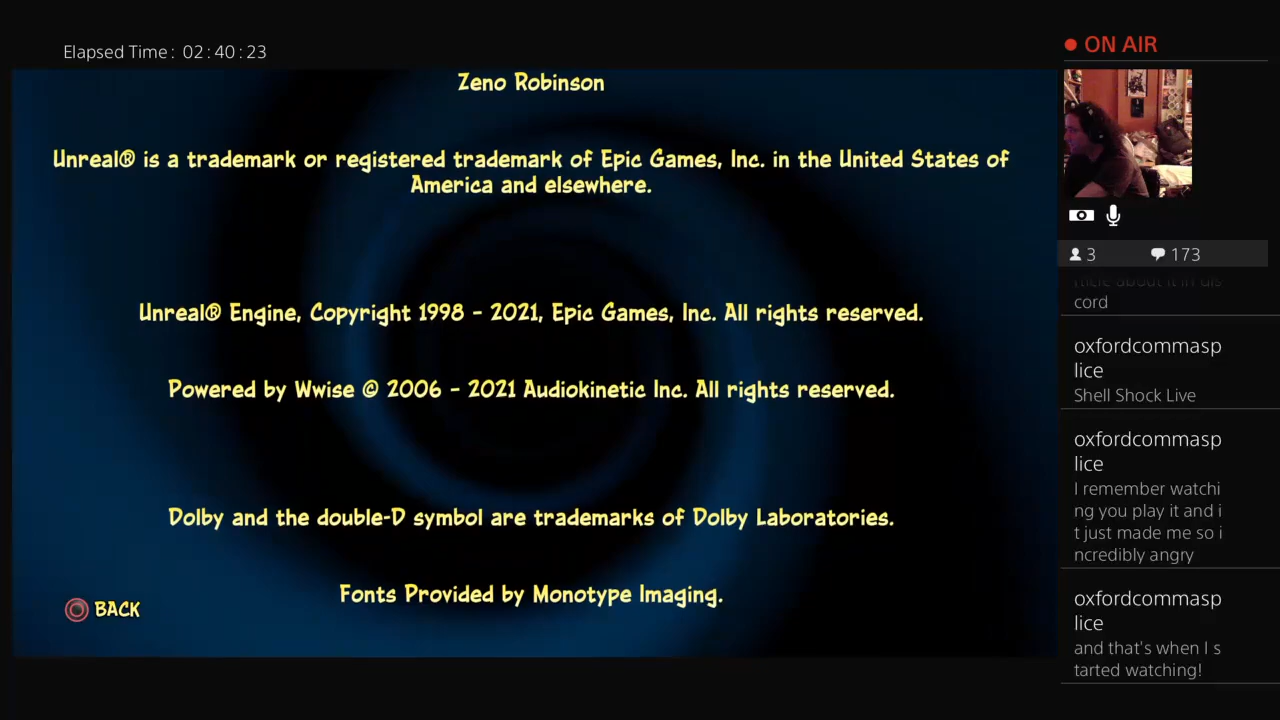 Elapsed Time: 02:40:23
ON AIR
Zeno Robinson
Unreal® is a trademark or registered trademark of Epic Games, Inc. in the United States of
America and elsewhere.
Unreal® Engine, Copyright 1998 - 2021, Epic Games, Inc. All rights reserved.
Powered by Wwise © 2006 - 2021 Audiokinetic Inc. All rights reserved.
Dolby and the double-D symbol are trademarks of Dolby Laboratories.
Fonts Provided by Monotype Imaging.
BACK
3
173
about it in dis
cord
oxfordcommasp
lice
Shell Shock Live
oxfordcommasp
lice
I remember watchi
ng you play it and i
t just made me so i
ncredibly angry
oxfordcommasp
lice
and that's when I s
tarted watching!